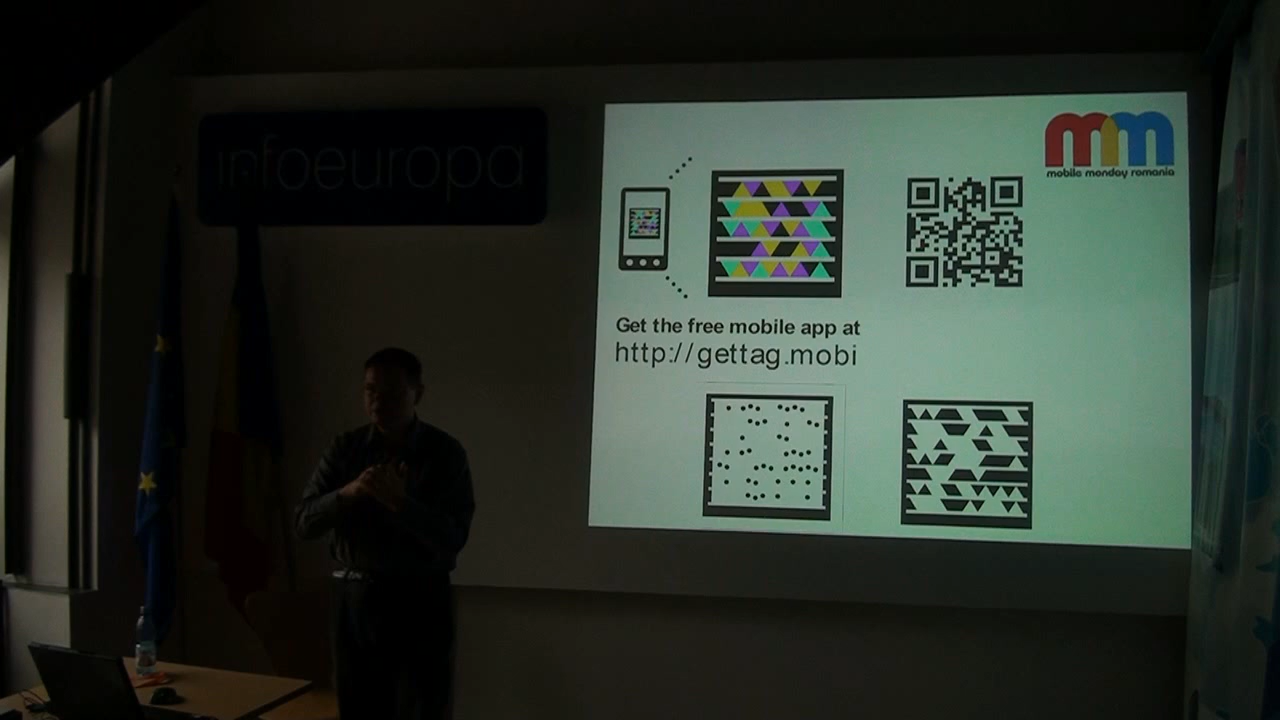 infoeuropa
mm
mobile monday romania
Get the free mobile app at
http://gettag.mobi